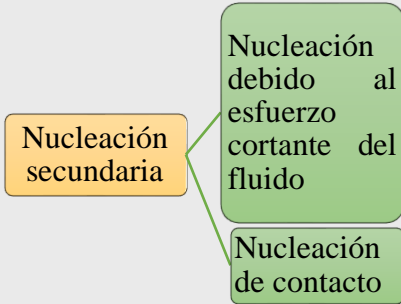 Nucleación
secundaria
Nucleación
debido al
esfuerzo
cortante del
fluido
Nucleación
de contacto